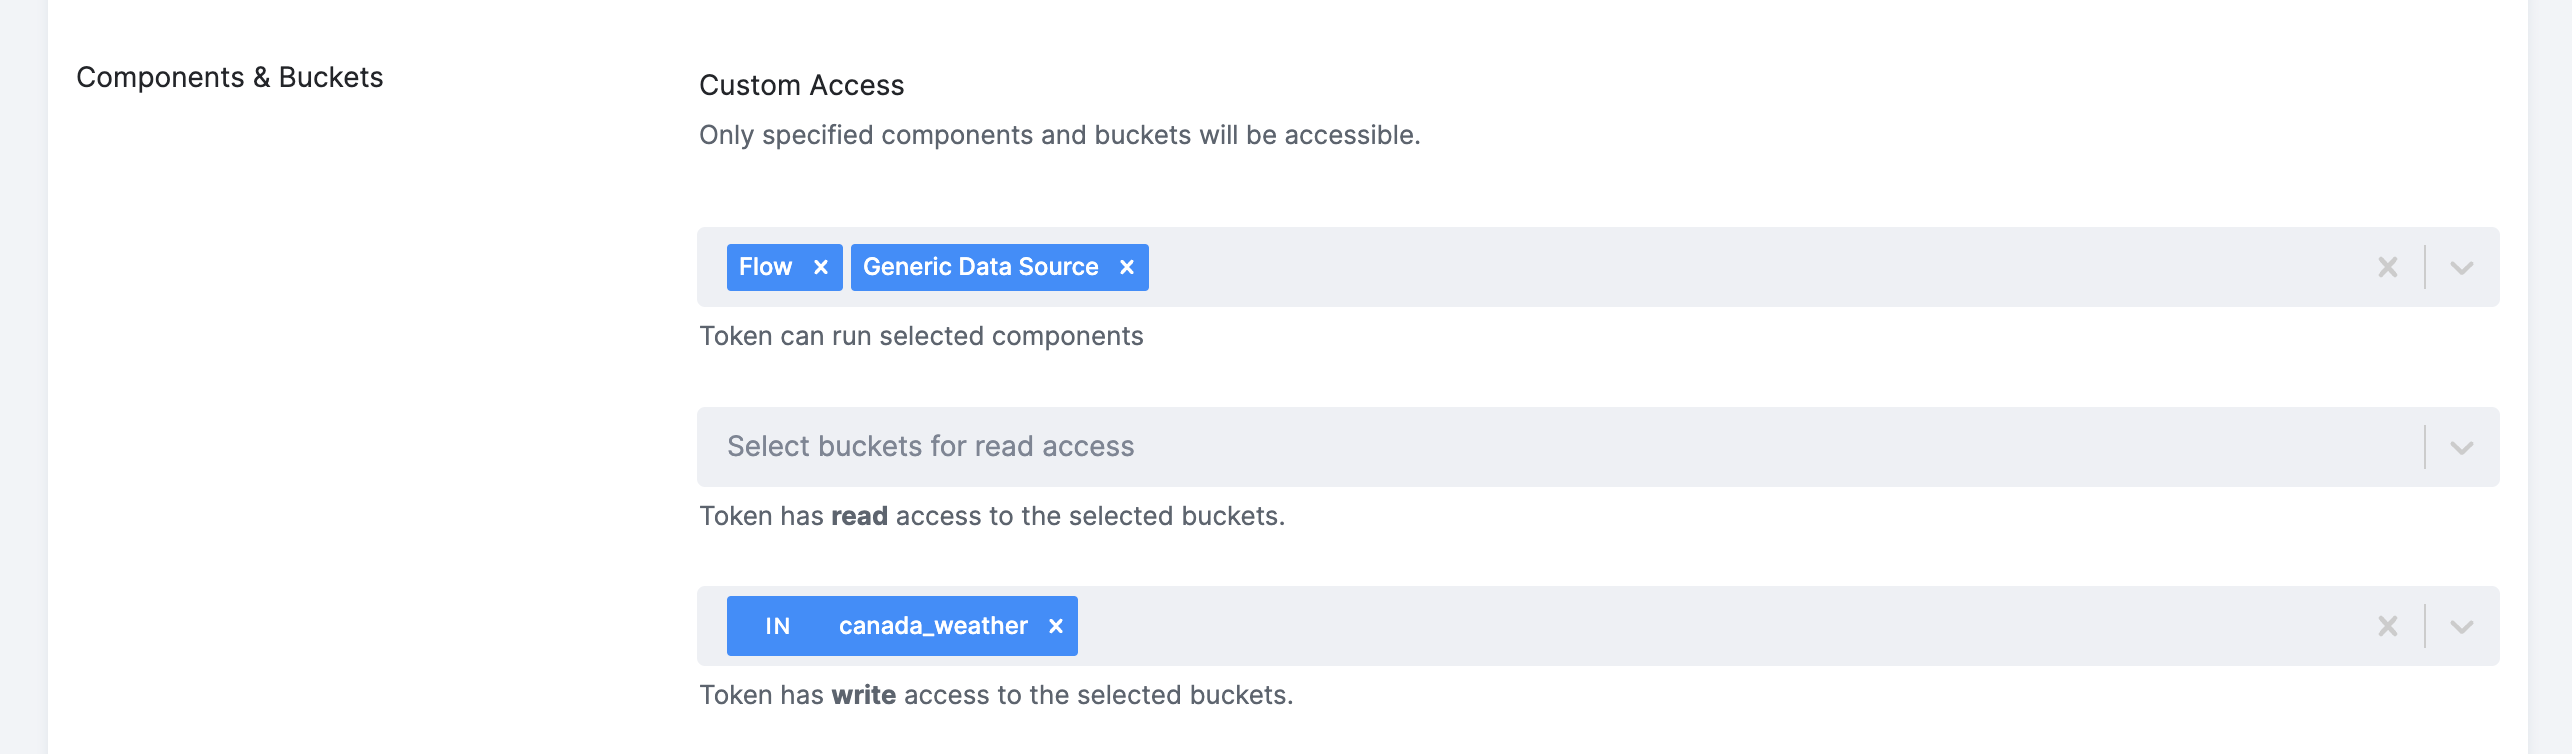 Components & Buckets
Custom Access
Only specified components and buckets will be accessible.
Flow Generic Data Source
Token can run selected components
Select buckets for read access
Token has read access to the selected buckets.
IN canada_weather
Token has write access to the selected buckets.